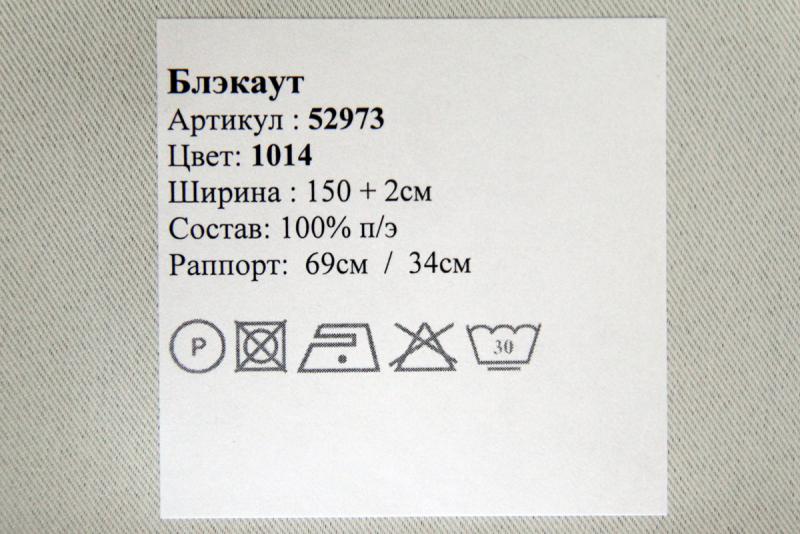 Блэкаут
Артикул : 52973
Цвет: 1014
Ширина : 150 + 2см
Состав: 100% п/э
Раппорт: 69см / 34см
P
30